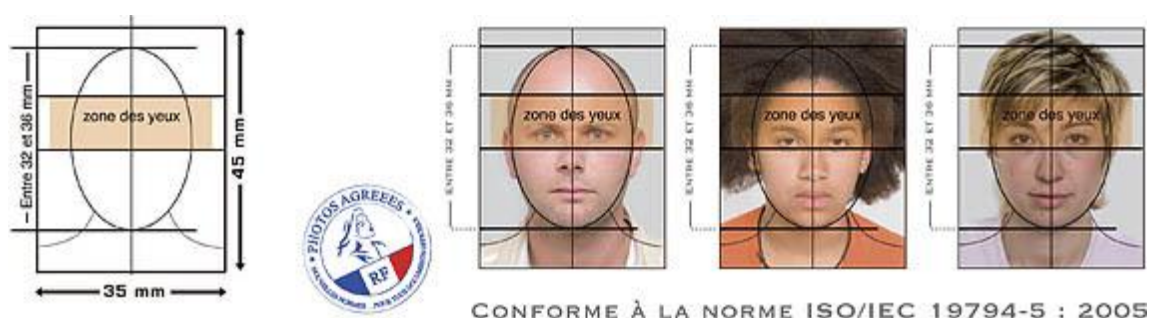 zone des yeux
Entre 32 et 36 mm
45 mm
35 mm
PHOTOS AGREEES
RF
ENTRE 32 ET 36 MM
zone des yeux
ENTRE 32 ET 36 MM
zone des yeux
ENTRE 32 ET 36 MM
zone des yeux
CONFORME À LA NORME ISO/IEC 19794-5 : 2005